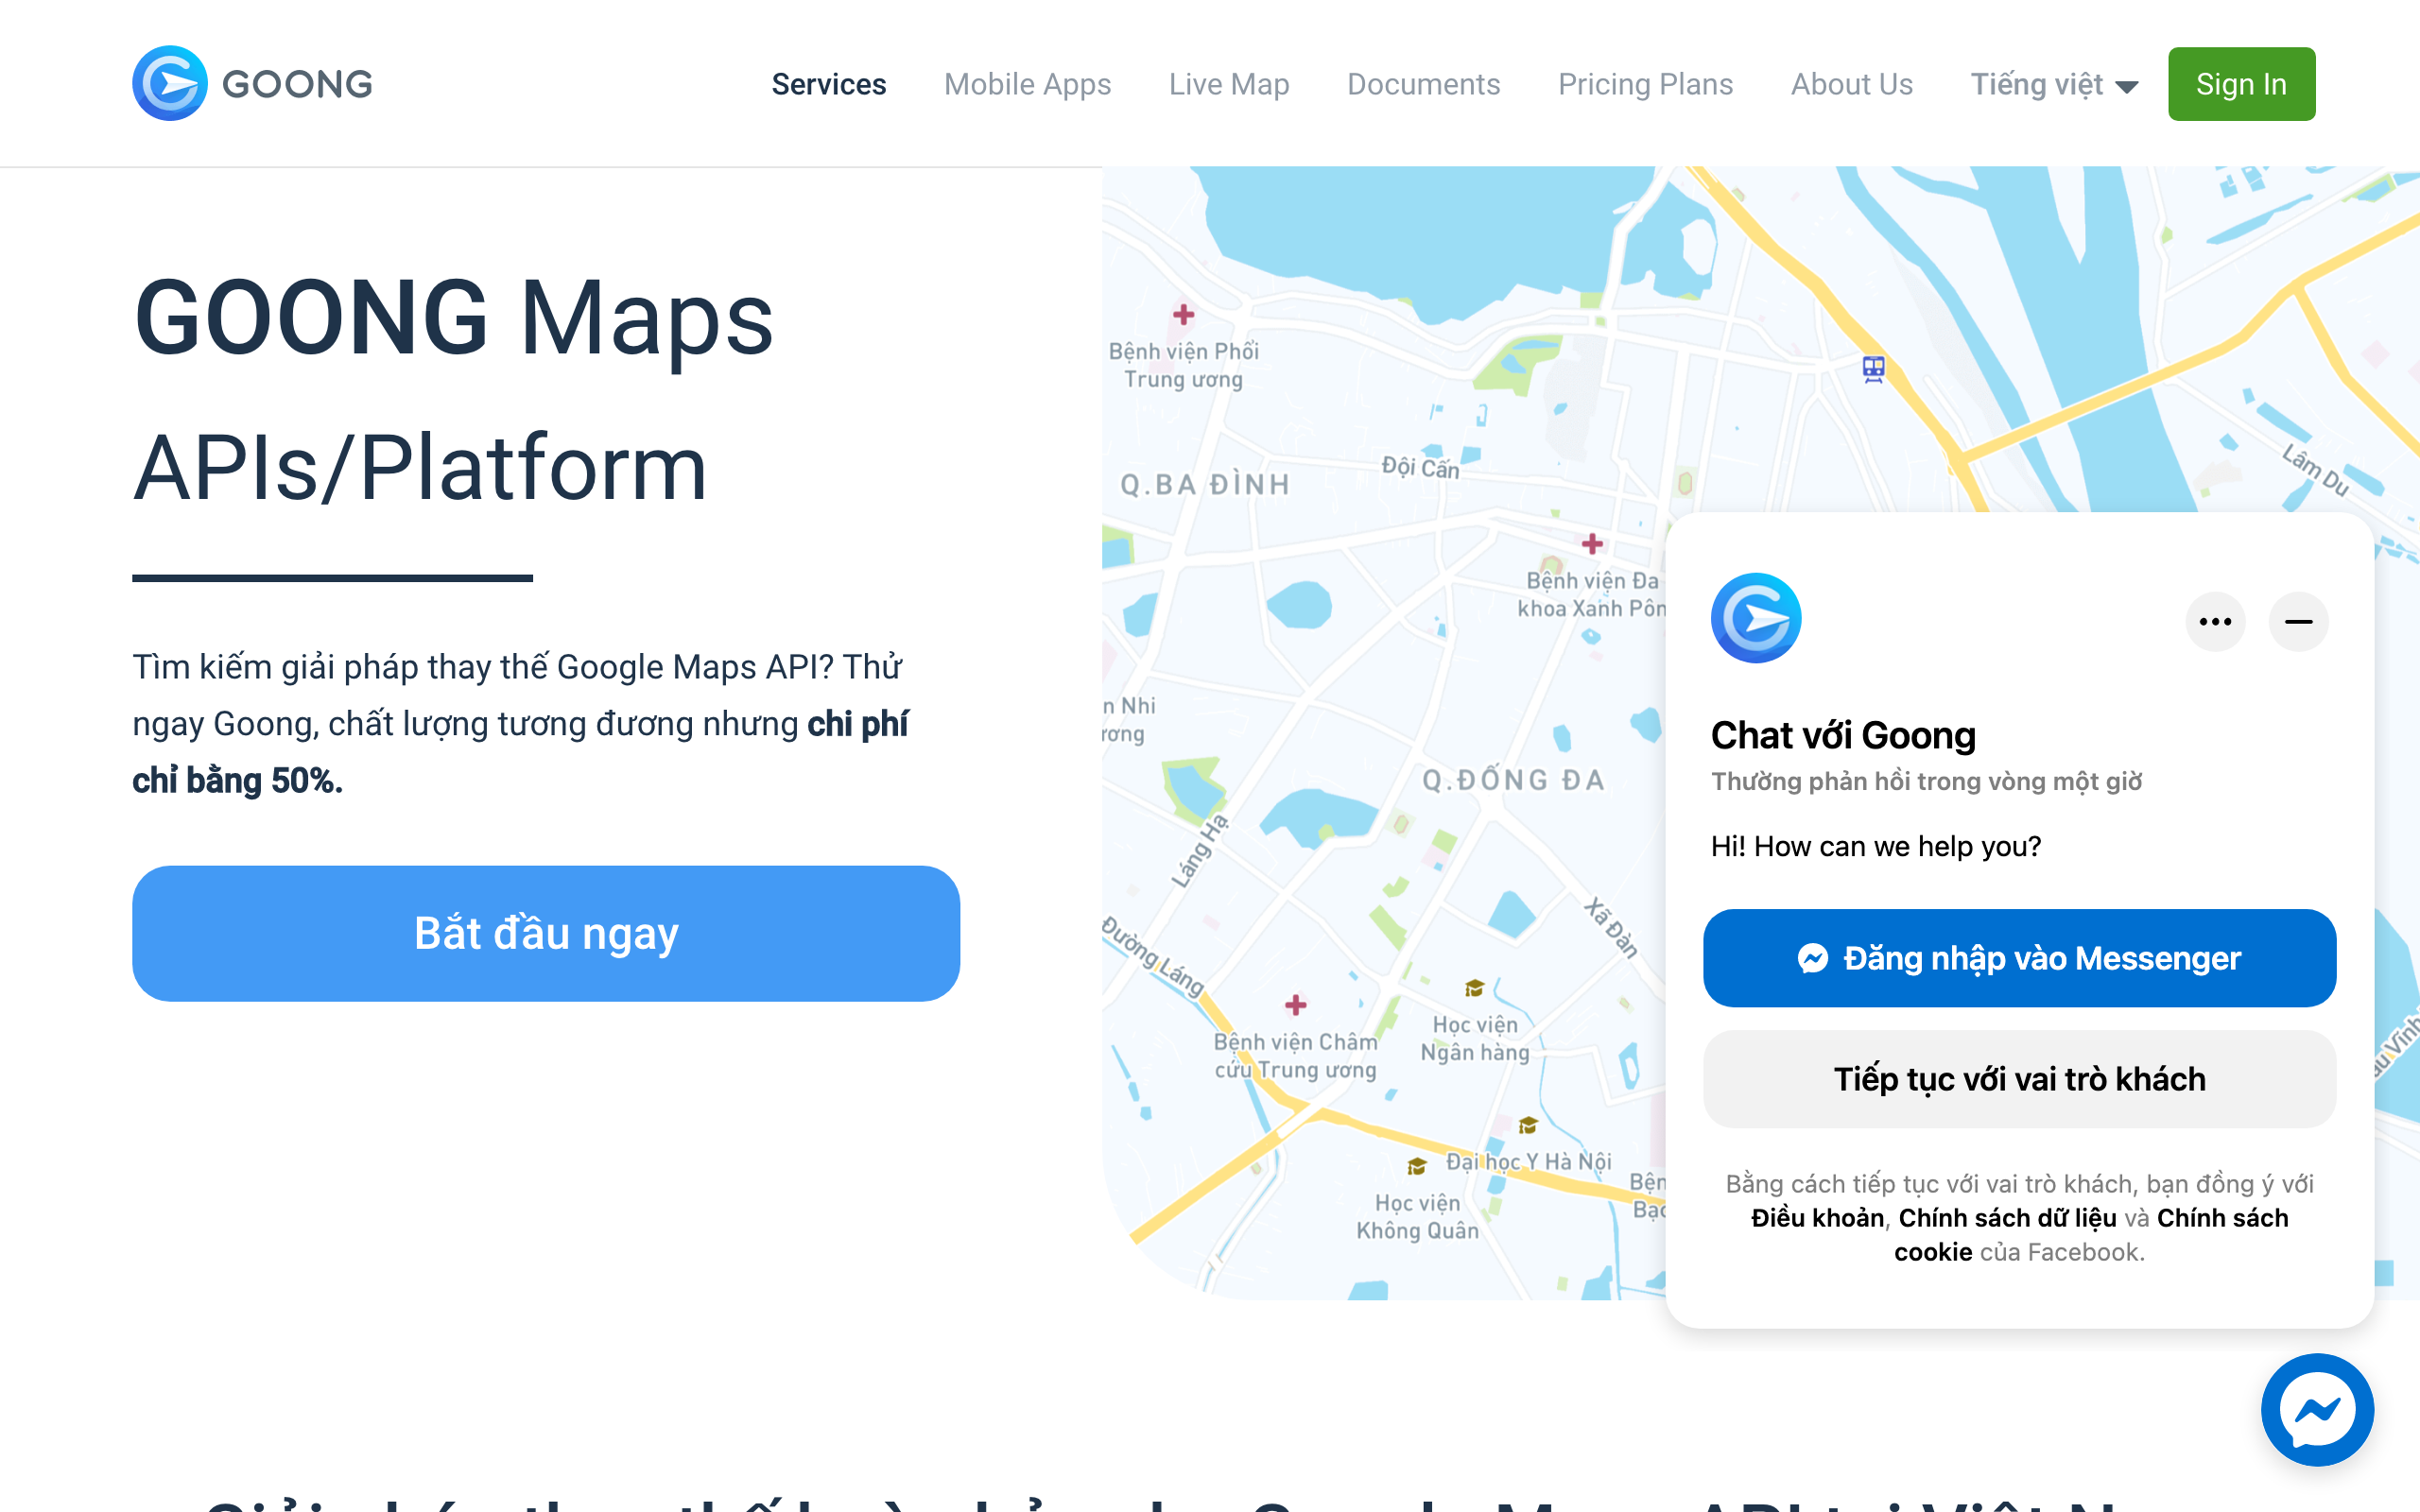 GOONG
Services
Mobile Apps
Live Map
Documents
Pricing Plans
About Us
Tiếng việt
Sign In
GOONG Maps
APIs/Platform
Tìm kiếm giải pháp thay thế Google Maps API? Thử
ngay Goong, chất lượng tương đương nhưng chi phí
chỉ bằng 50%.
Bắt đầu ngay
Bệnh viện Phổi
Trung ương
Q.BA ĐÌNH
Đội Cấn
Lâm Du
Bệnh viện Đa
khoa Xanh Pôn
n Nhi
ương
Q.ĐỐNG ĐA
Láng Hạ
Xã Đàn
Đường Láng
Bệnh viện Châm
cứu Trung ương
Học viện
Ngân hàng
Đại học Y Hà Nội
Học viện
Không Quân
Chat với Goong
Thường phản hồi trong vòng một giờ
Hi! How can we help you?
Đăng nhập vào Messenger
Tiếp tục với vai trò khách
Bằng cách tiếp tục với vai trò khách, bạn đồng ý với
Điều khoản, Chính sách dữ liệu và Chính sách
cookie của Facebook.